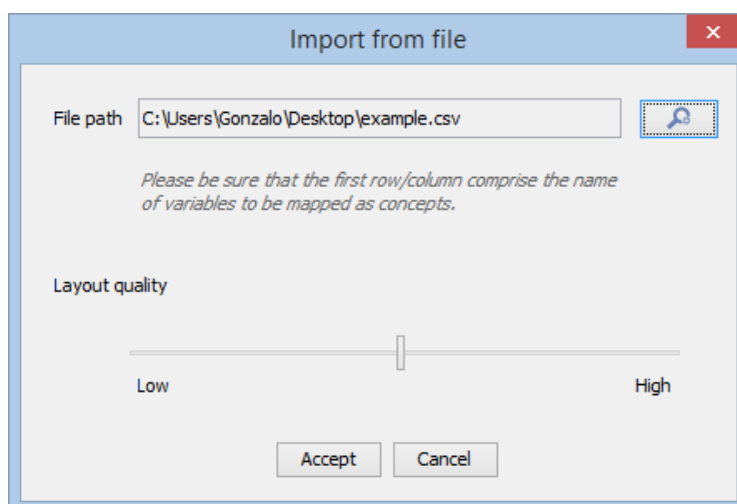 Import from file
File path C:\Users\Gonzalo\Desktop\example.csv
Please be sure that the first row/column comprise the name
of variables to be mapped as concepts.
Layout quality
Low High
Accept Cancel